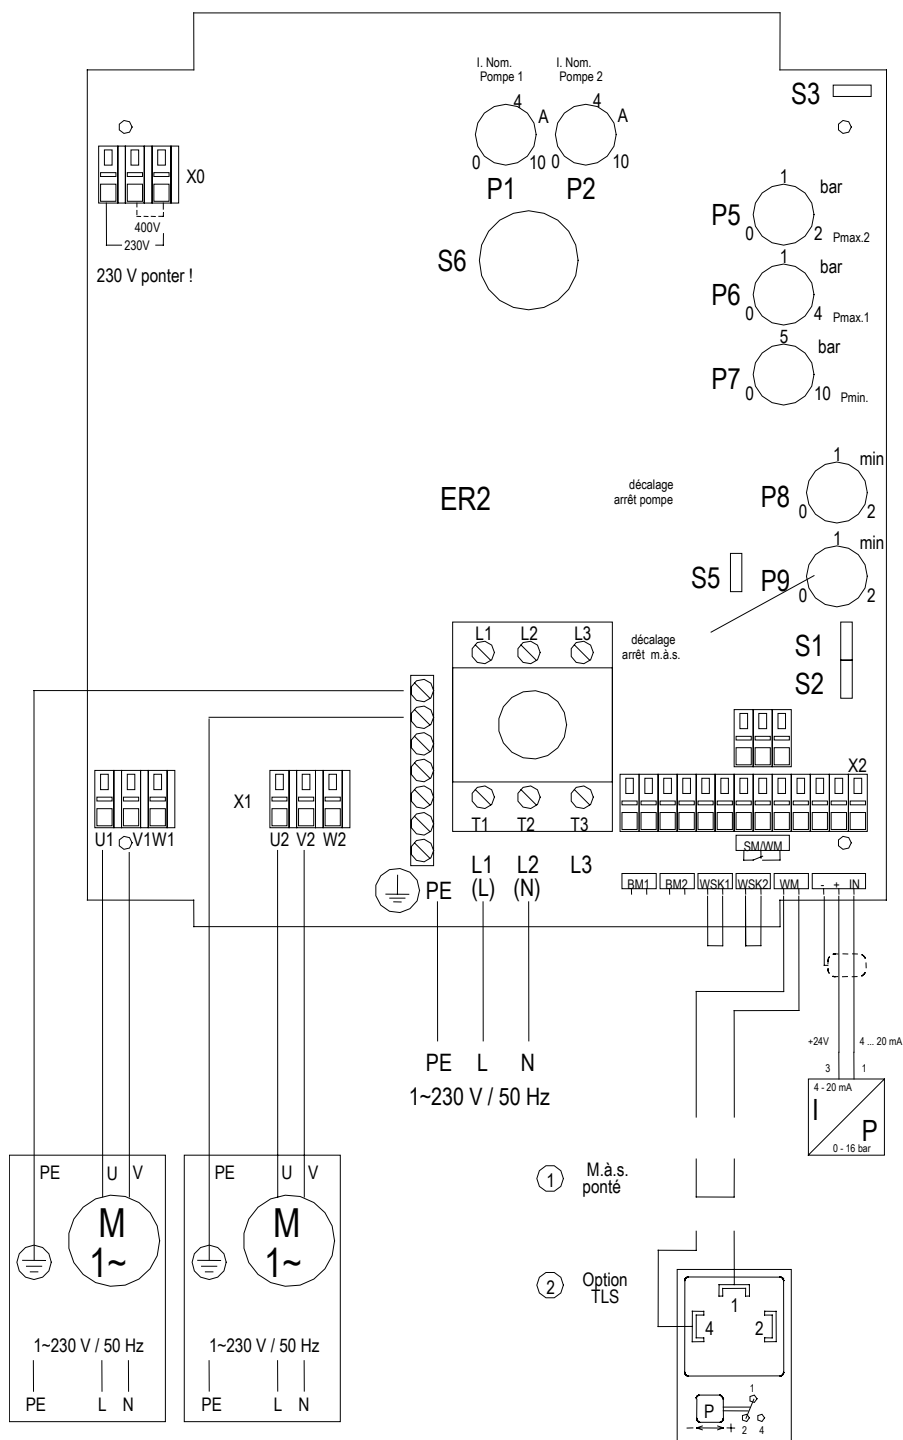 I. Nom.
Pompe 1
I. Nom.
Pompe 2
S3
4
A
4
A
0
10
0
10
P1
P2
X0
400V
230V
230 V ponter !
S6
1
bar
P5
0
2
Pmax.2
1
bar
P6
0
4
Pmax.1
5
bar
P7
0
10
Pmin.
ER2
décalage
arrêt pompe
1
min
P8
0
2
S5
1
min
P9
0
2
décalage
arrêt m.à.s.
S1
S2
L1
L2
L3
X2
X1
U1
V1
W1
U2
V2
W2
T1
T2
T3
SM/WM
L1
(L)
L2
(N)
L3
PE
BM1
BM2
WSK1
WSK2
WM
-
+
IN
PE
L
N
1~230 V / 50 Hz
+24V
4 ... 20 mA
3
1
4 - 20 mA
I
P
0 - 16 bar
1
M.à.s.
ponté
2
Option
TLS
PE
U
V
M
1~
1~230 V / 50 Hz
PE
L
N
PE
U
V
M
1~
1~230 V / 50 Hz
PE
L
N
1
4
2
P
-
+
1
2
4